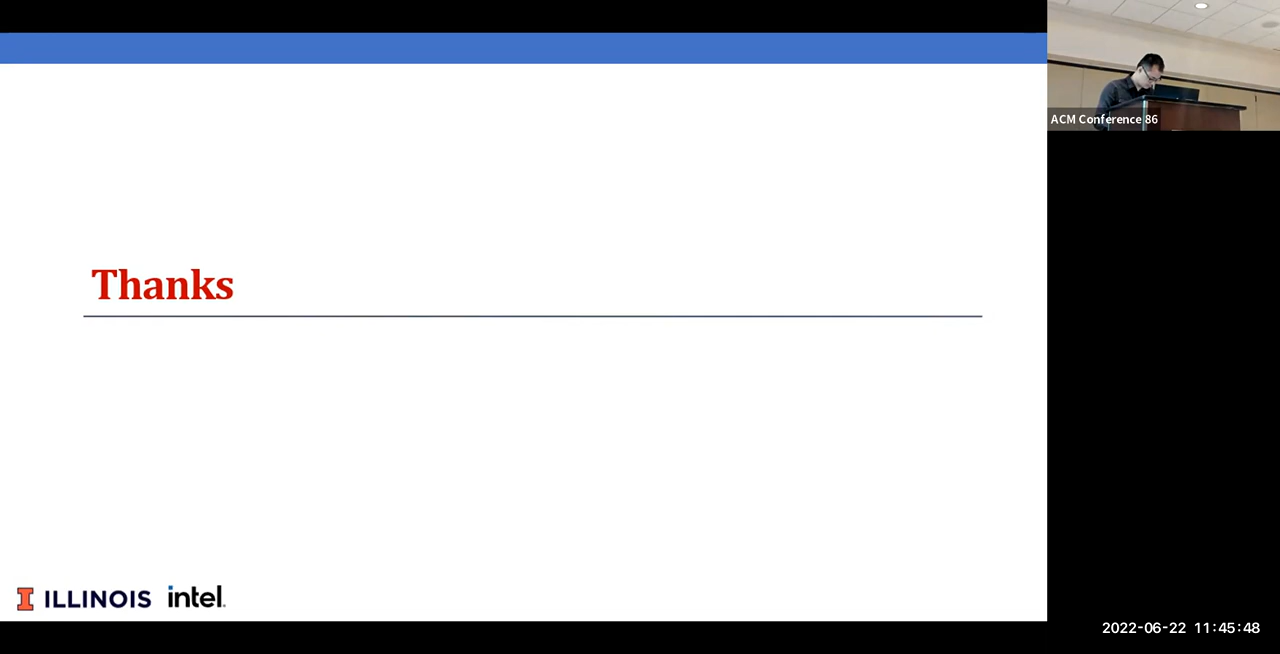 ACM Conference 86
Thanks
I ILLINOIS intel.
2022-06-22 11:45:48